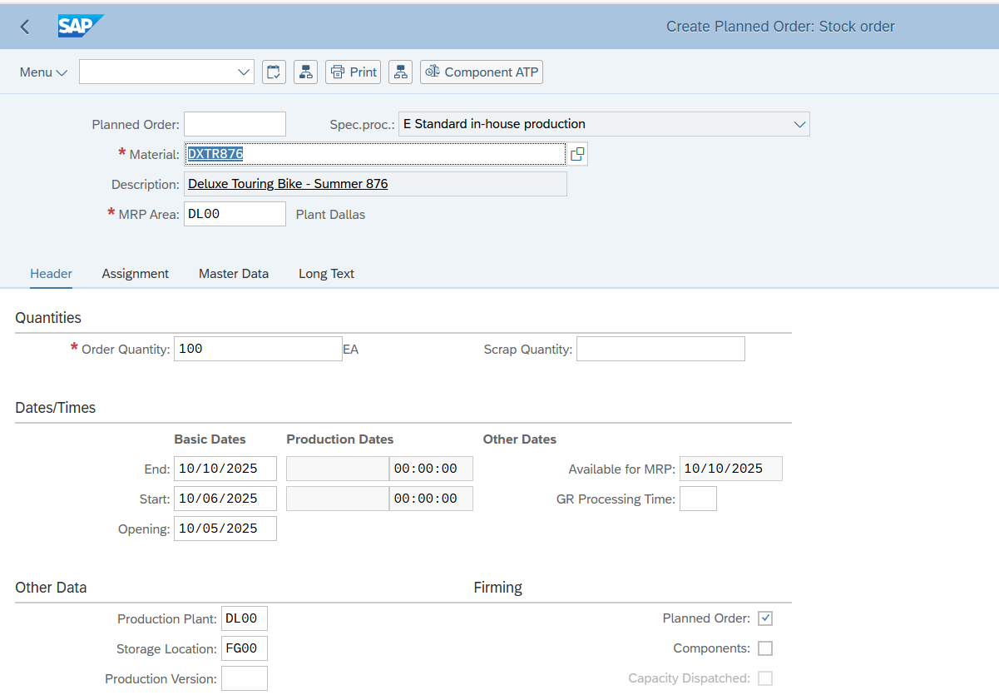 SAP Create Planned Order: Stock order
Menu Print Component ATP
Planned Order: Spec.proc.: E Standard in-house production
* Material: DXTR876
Description: Deluxe Touring Bike - Summer 876
* MRP Area: DL00 Plant Dallas
Header Assignment Master Data Long Text
Quantities
* Order Quantity: 100 EA Scrap Quantity:
Dates/Times
Basic Dates Production Dates Other Dates
End: 10/10/2025 00:00:00 Available for MRP: 10/10/2025
Start: 10/06/2025 00:00:00 GR Processing Time:
Opening: 10/05/2025
Other Data Firming
Production Plant: DL00 Planned Order:
Storage Location: FG00 Components:
Production Version: Capacity Dispatched: